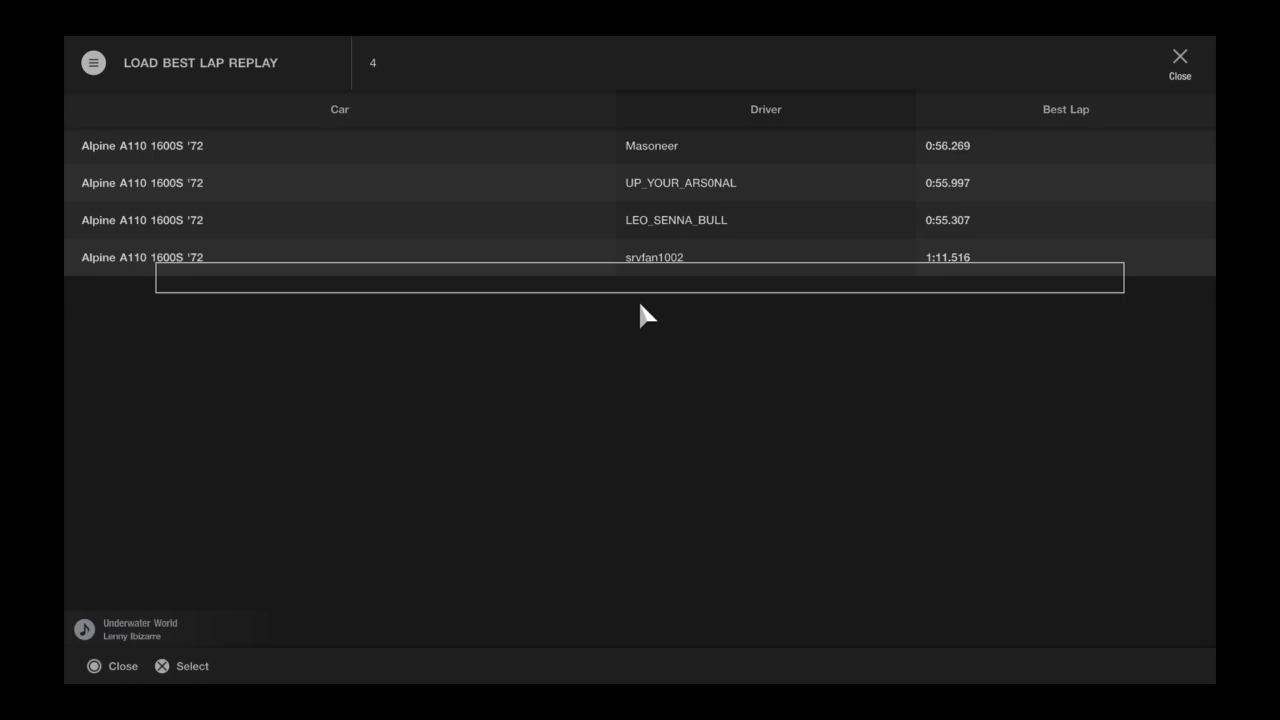 LOAD BEST LAP REPLAY 4
Close
Car Driver Best Lap
Alpine A110 1600S '72 Masoneer 0:56.269
Alpine A110 1600S '72 UP_YOUR_ARS0NAL 0:55.997
Alpine A110 1600S '72 LEO_SENNA_BULL 0:55.307
Alpine A110 1600S '72 srvfan1002 1:11.516
Underwater World
Lenny Ibizarre
Close Select